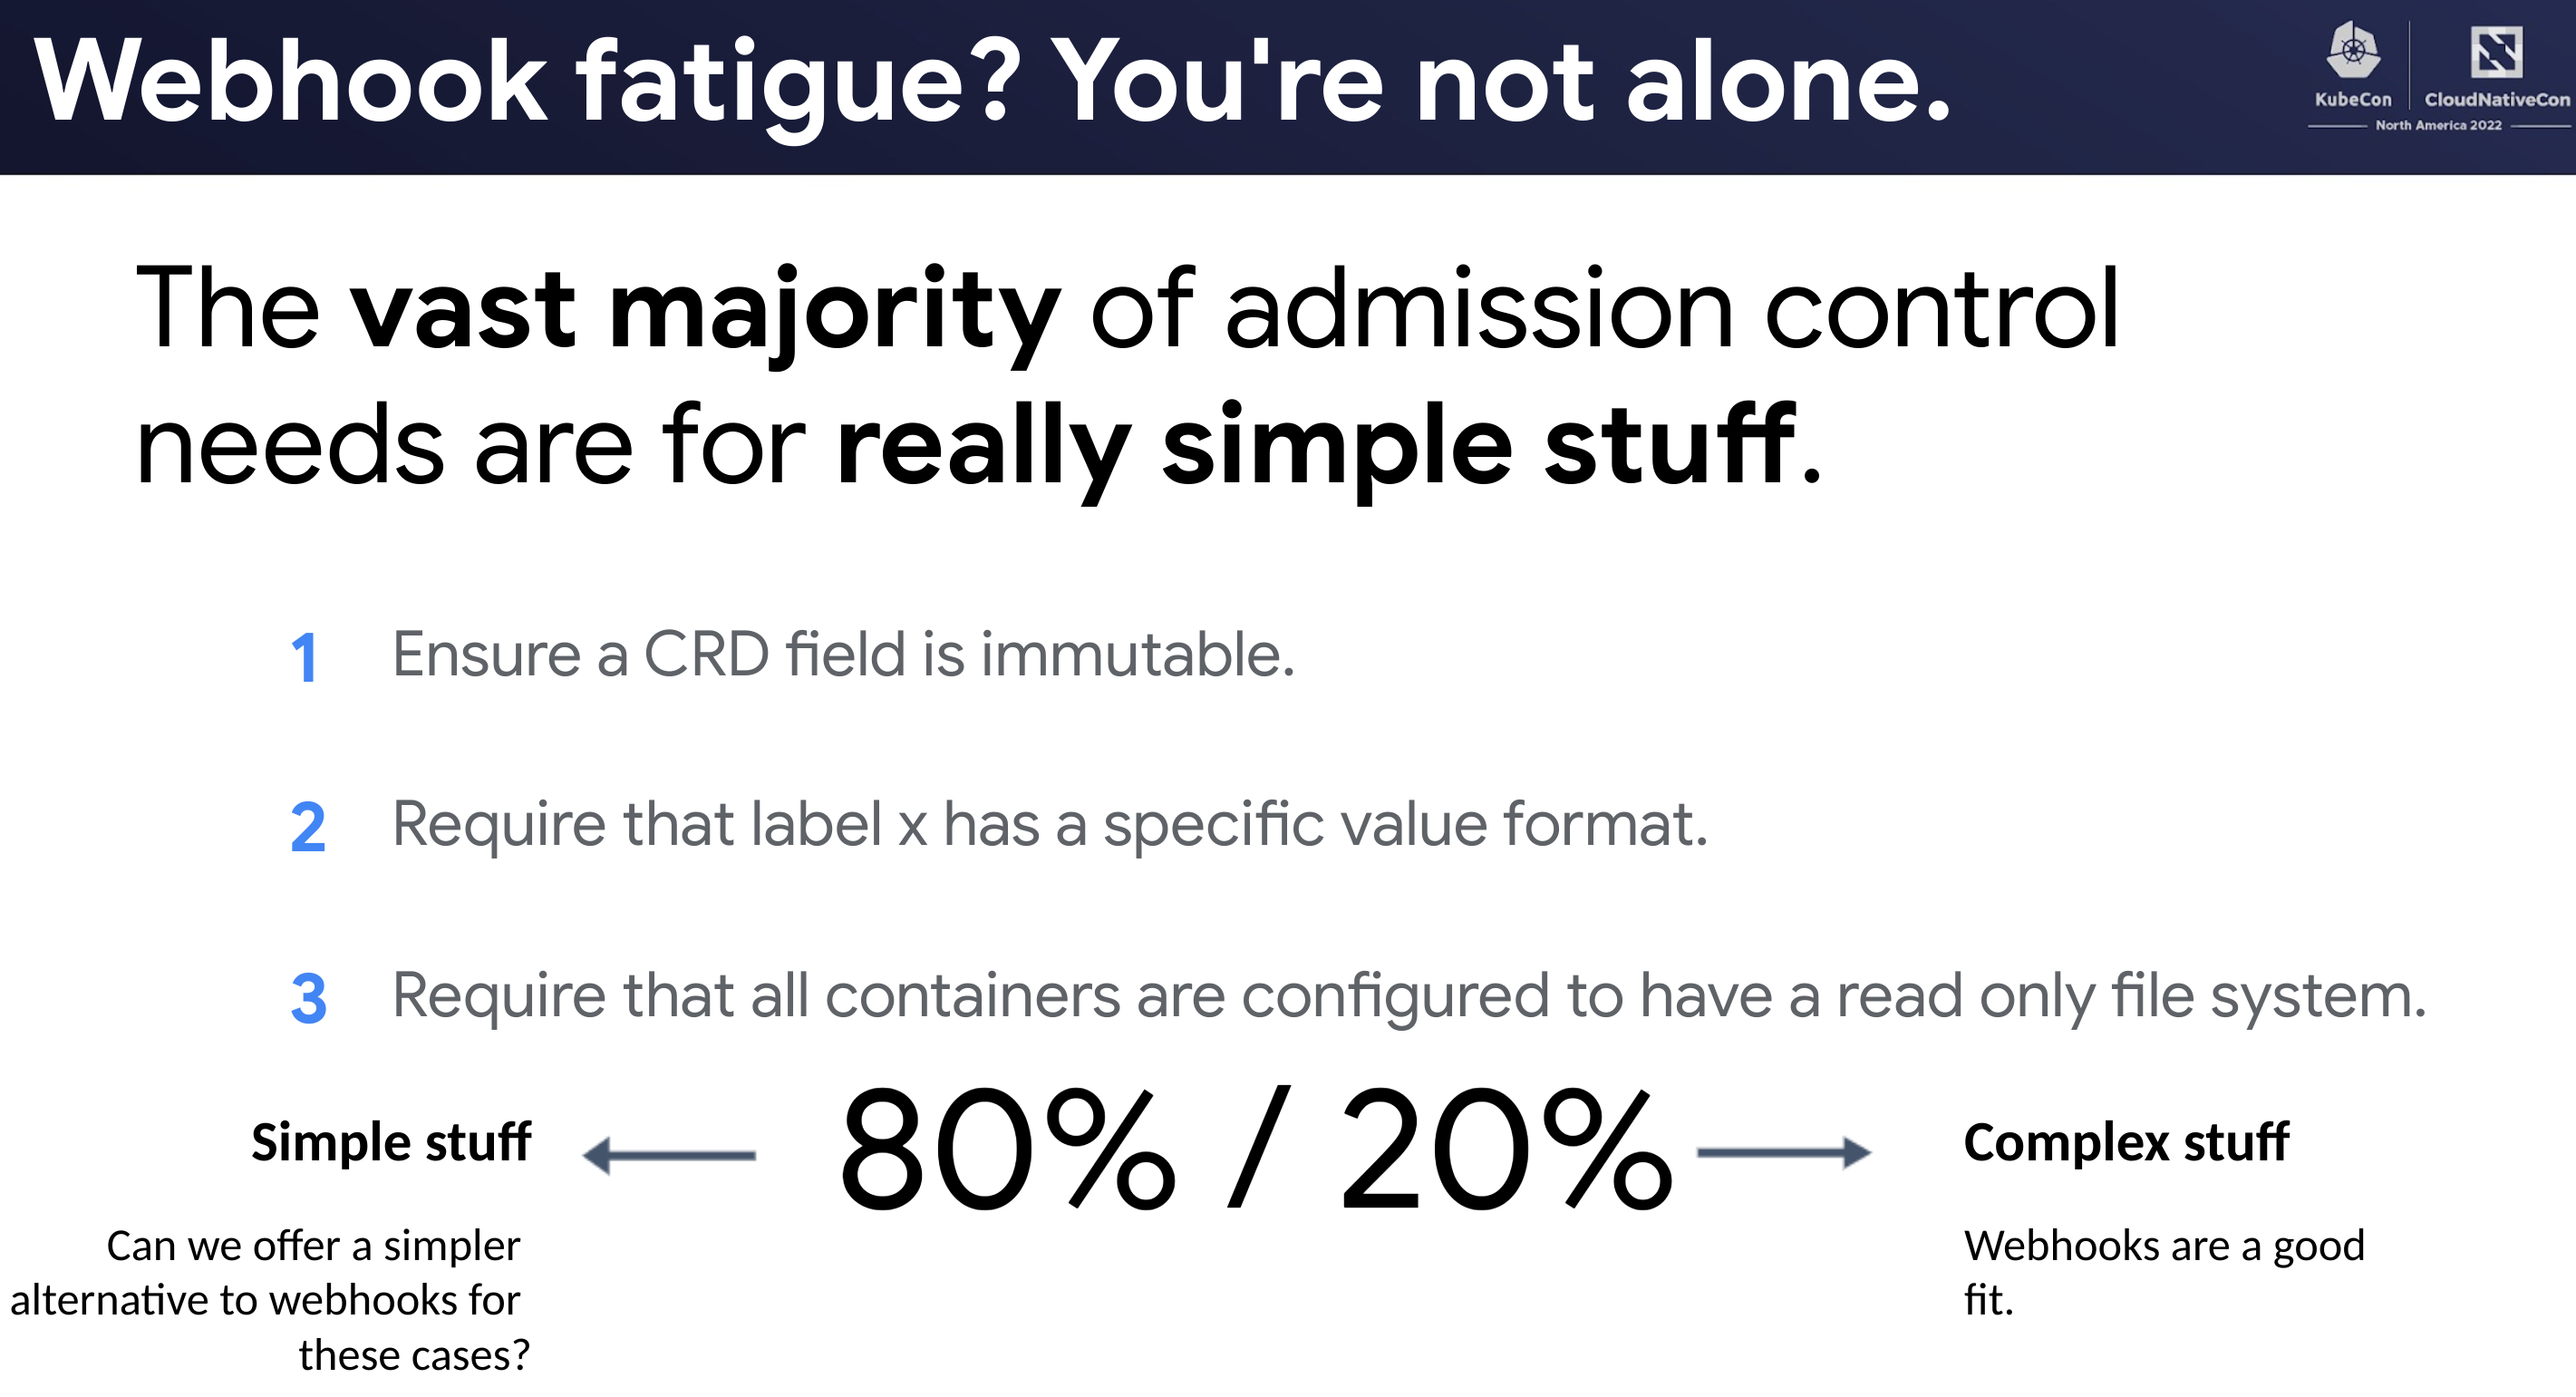 Webhook fatigue? You're not alone.
KubeCon
CloudNativeCon
North America 2022
The vast majority of admission control
needs are for really simple stuff.
1 Ensure a CRD field is immutable.
2 Require that label x has a specific value format.
3 Require that all containers are configured to have a read only file system.
Simple stuff
80% / 20%
Complex stuff
Can we offer a simpler
alternative to webhooks for
these cases?
Webhooks are a good
fit.